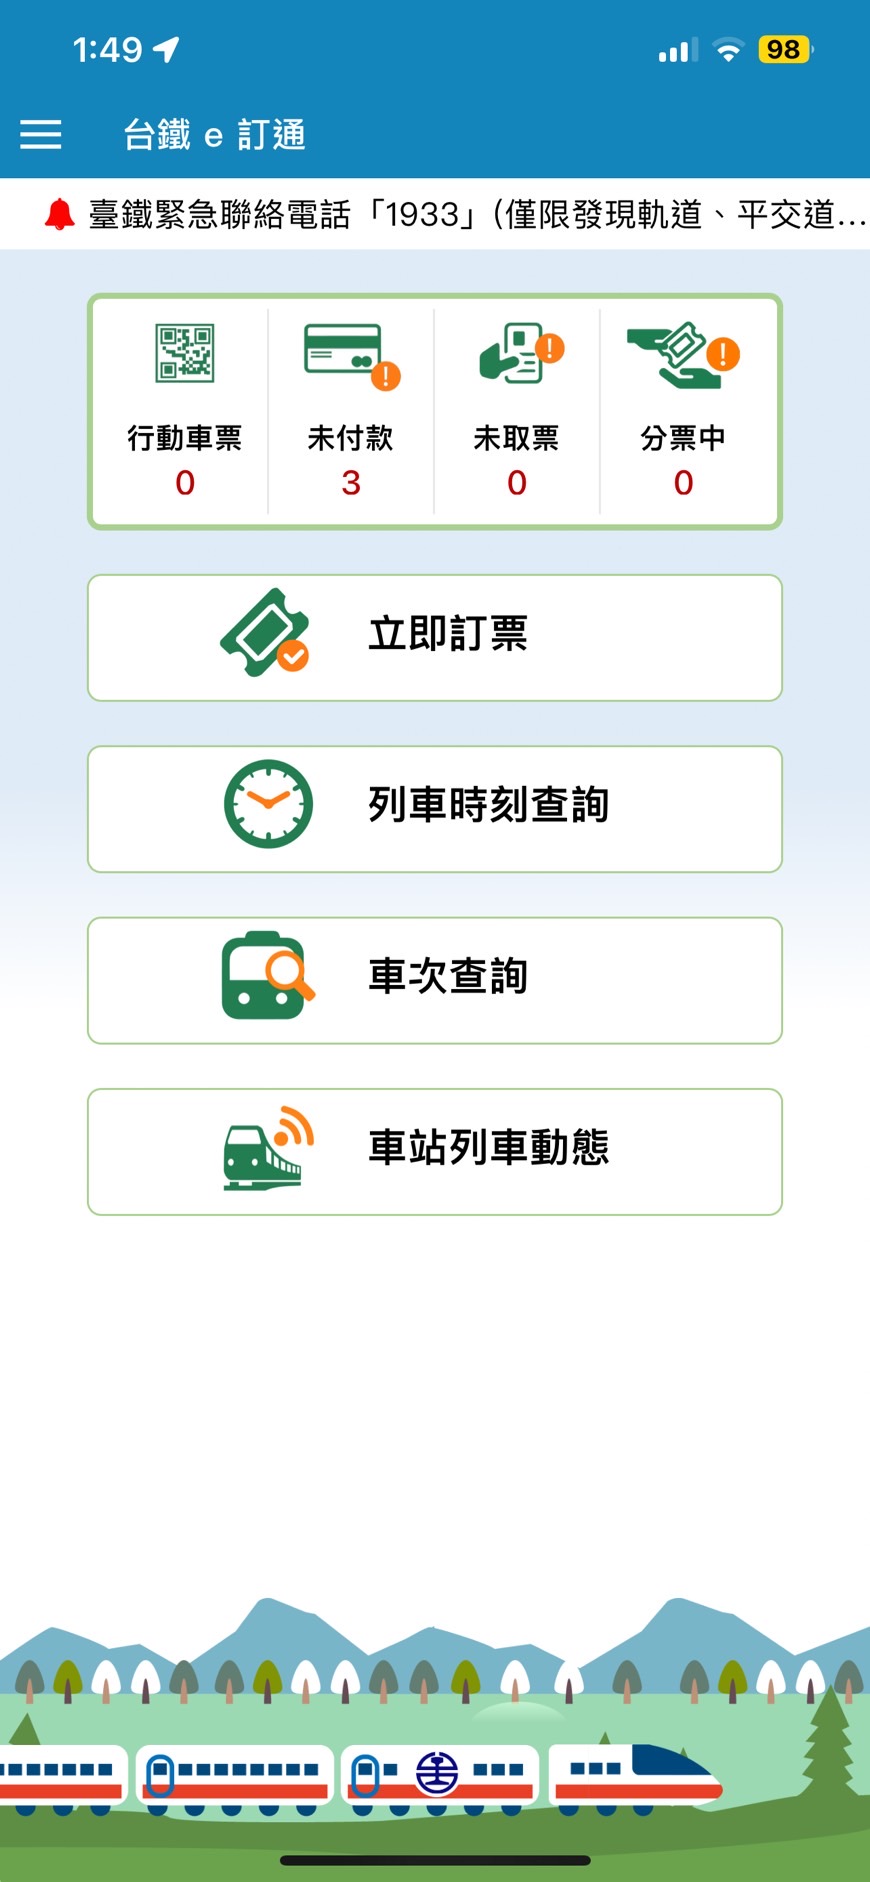 1:49
98
台鐵 e 訂通
臺鐵緊急聯絡電話「1933」(僅限發現軌道、平交道...
行動車票
0
未付款
3
未取票
0
分票中
0
立即訂票
列車時刻查詢
車次查詢
車站列車動態